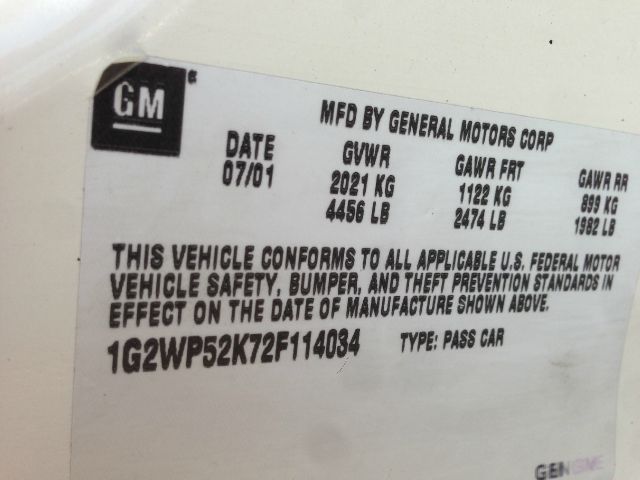 GM
MFD BY GENERAL MOTORS CORP
DATE GVWR GAWR FRT GAWR RR
07/01 2021 KG 1122 KG 899 KG
4456 LB 2474 LB 1982 LB
THIS VEHICLE CONFORMS TO ALL APPLICABLE U.S. FEDERAL MOTOR
VEHICLE SAFETY, BUMPER, AND THEFT PREVENTION STANDARDS IN
EFFECT ON THE DATE OF MANUFACTURE SHOWN ABOVE.
1G2WP52K72F114034 TYPE: PASS CAR